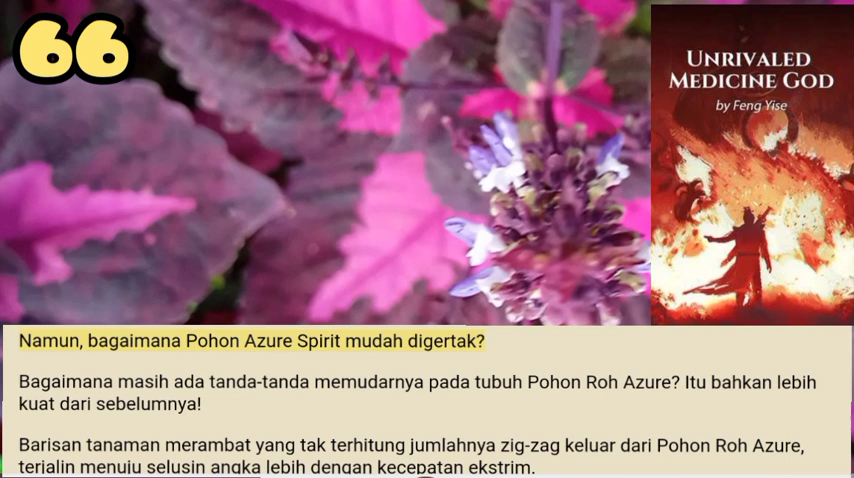 66
UNRIVALED
MEDICINE GOD
by Feng Yise
Namun, bagaimana Pohon Azure Spirit mudah digertak?
Bagaimana masih ada tanda-tanda memudarnya pada tubuh Pohon Roh Azure? Itu bahkan lebih
kuat dari sebelumnya!
Barisan tanaman merambat yang tak terhitung jumlahnya zig-zag keluar dari Pohon Roh Azure,
terjalin menuju selusin angka lebih dengan kecepatan ekstrim.